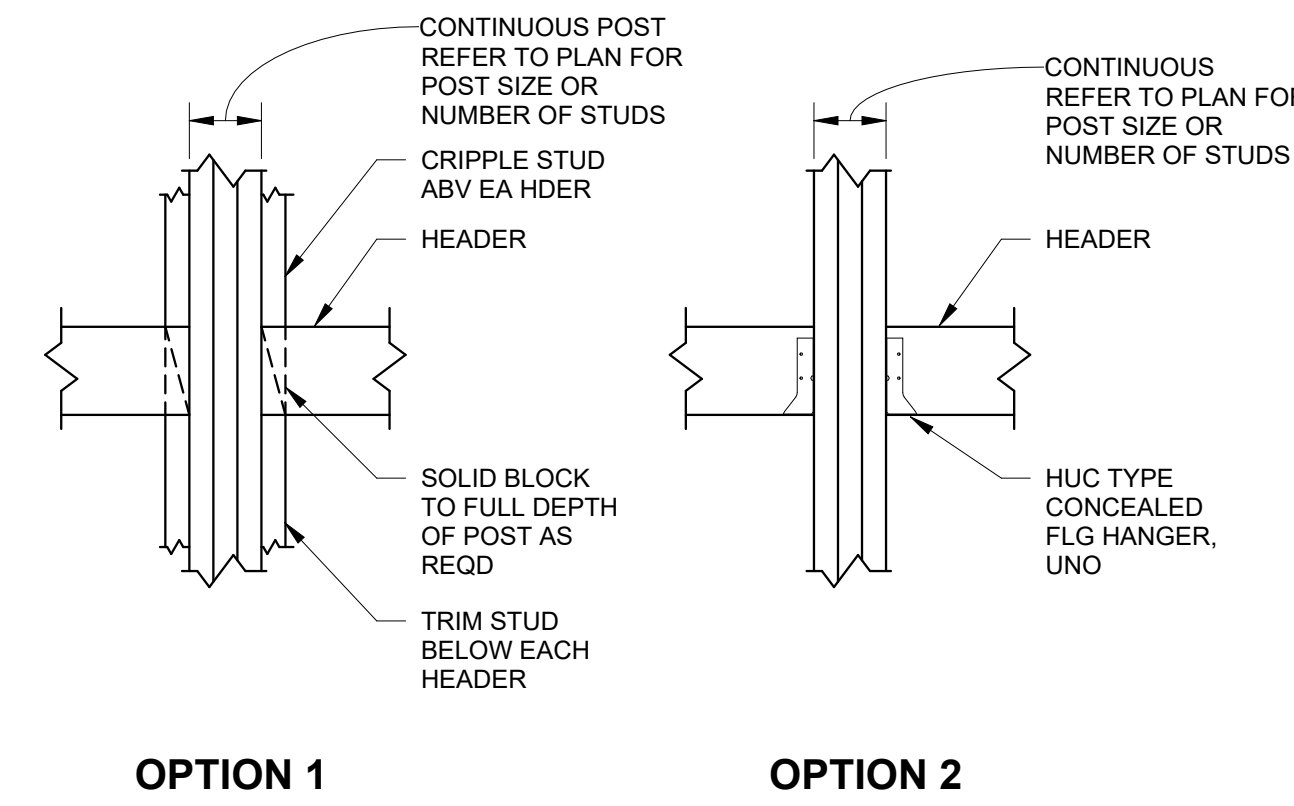 CONTINUOUS POST
REFER TO PLAN FOR
POST SIZE OR
NUMBER OF STUDS
CRIPPLE STUD
ABV EA HDER
HEADER
SOLID BLOCK
TO FULL DEPTH
OF POST AS
REQD
TRIM STUD
BELOW EACH
HEADER
OPTION 1
CONTINUOUS
REFER TO PLAN FOR
POST SIZE OR
NUMBER OF STUDS
HEADER
HUC TYPE
CONCEALED
FLG HANGER,
UNO
OPTION 2